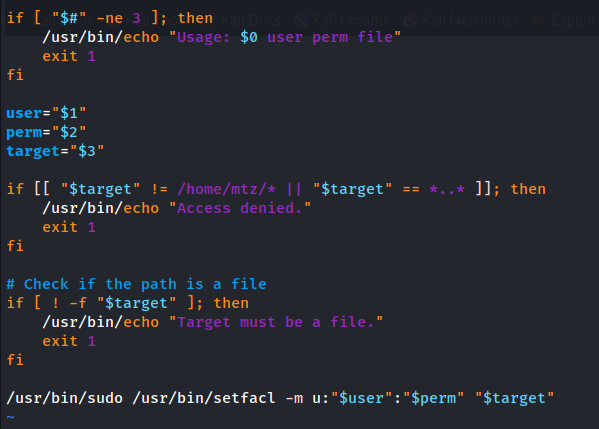 Kali Docs Kali Forums Kali NetHunter Exploit
if [ "$#" -ne 3 ]; then
    /usr/bin/echo "Usage: $0 user perm file"
    exit 1
fi

user="$1"
perm="$2"
target="$3"

if [[ "$target" != /home/mtz/* || "$target" == *..* ]]; then
    /usr/bin/echo "Access denied."
    exit 1
fi

# Check if the path is a file
if [ ! -f "$target" ]; then
    /usr/bin/echo "Target must be a file."
    exit 1
fi

/usr/bin/sudo /usr/bin/setfacl -m u:"$user":"$perm" "$target"
~